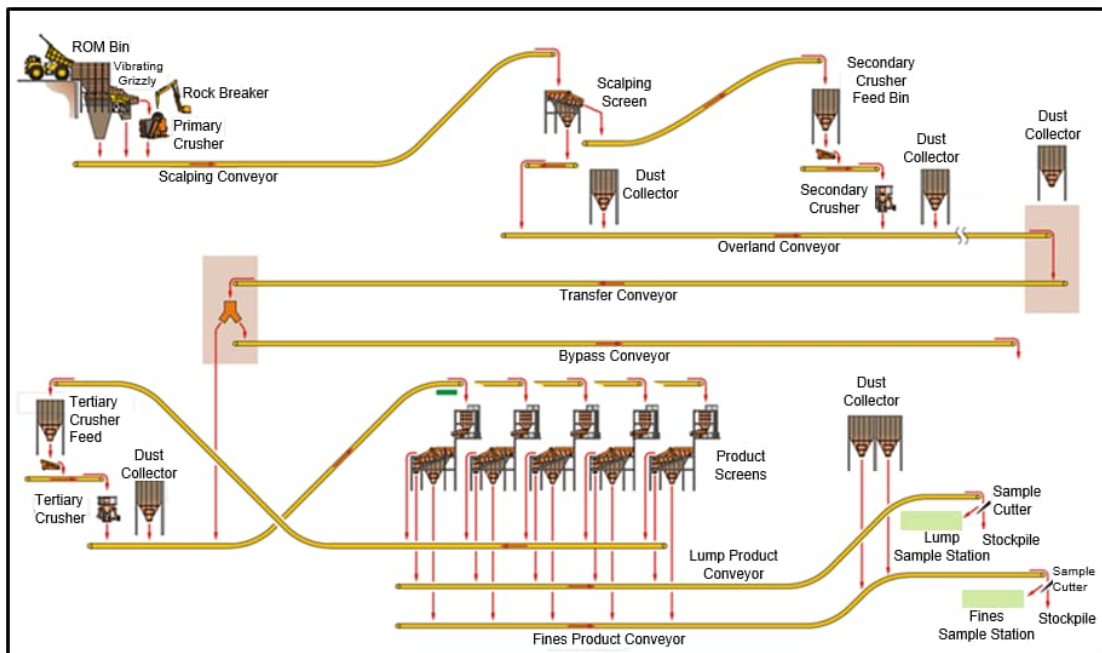 ROM Bin
Vibrating
Grizzly
Rock Breaker
Primary
Crusher
Scalping Conveyor
Scalping
Screen
Dust
Collector
Secondary
Crusher
Feed Bin
Secondary
Crusher
Dust
Collector
Dust
Collector
Overland Conveyor
Transfer Conveyor
Bypass Conveyor
Tertiary
Crusher
Feed
Dust
Collector
Tertiary
Crusher
Product
Screens
Dust
Collector
Lump Product
Conveyor
Sample
Cutter
Lump
Sample Station
Stockpile
Fines Product Conveyor
Sample
Cutter
Fines
Sample Station
Stockpile